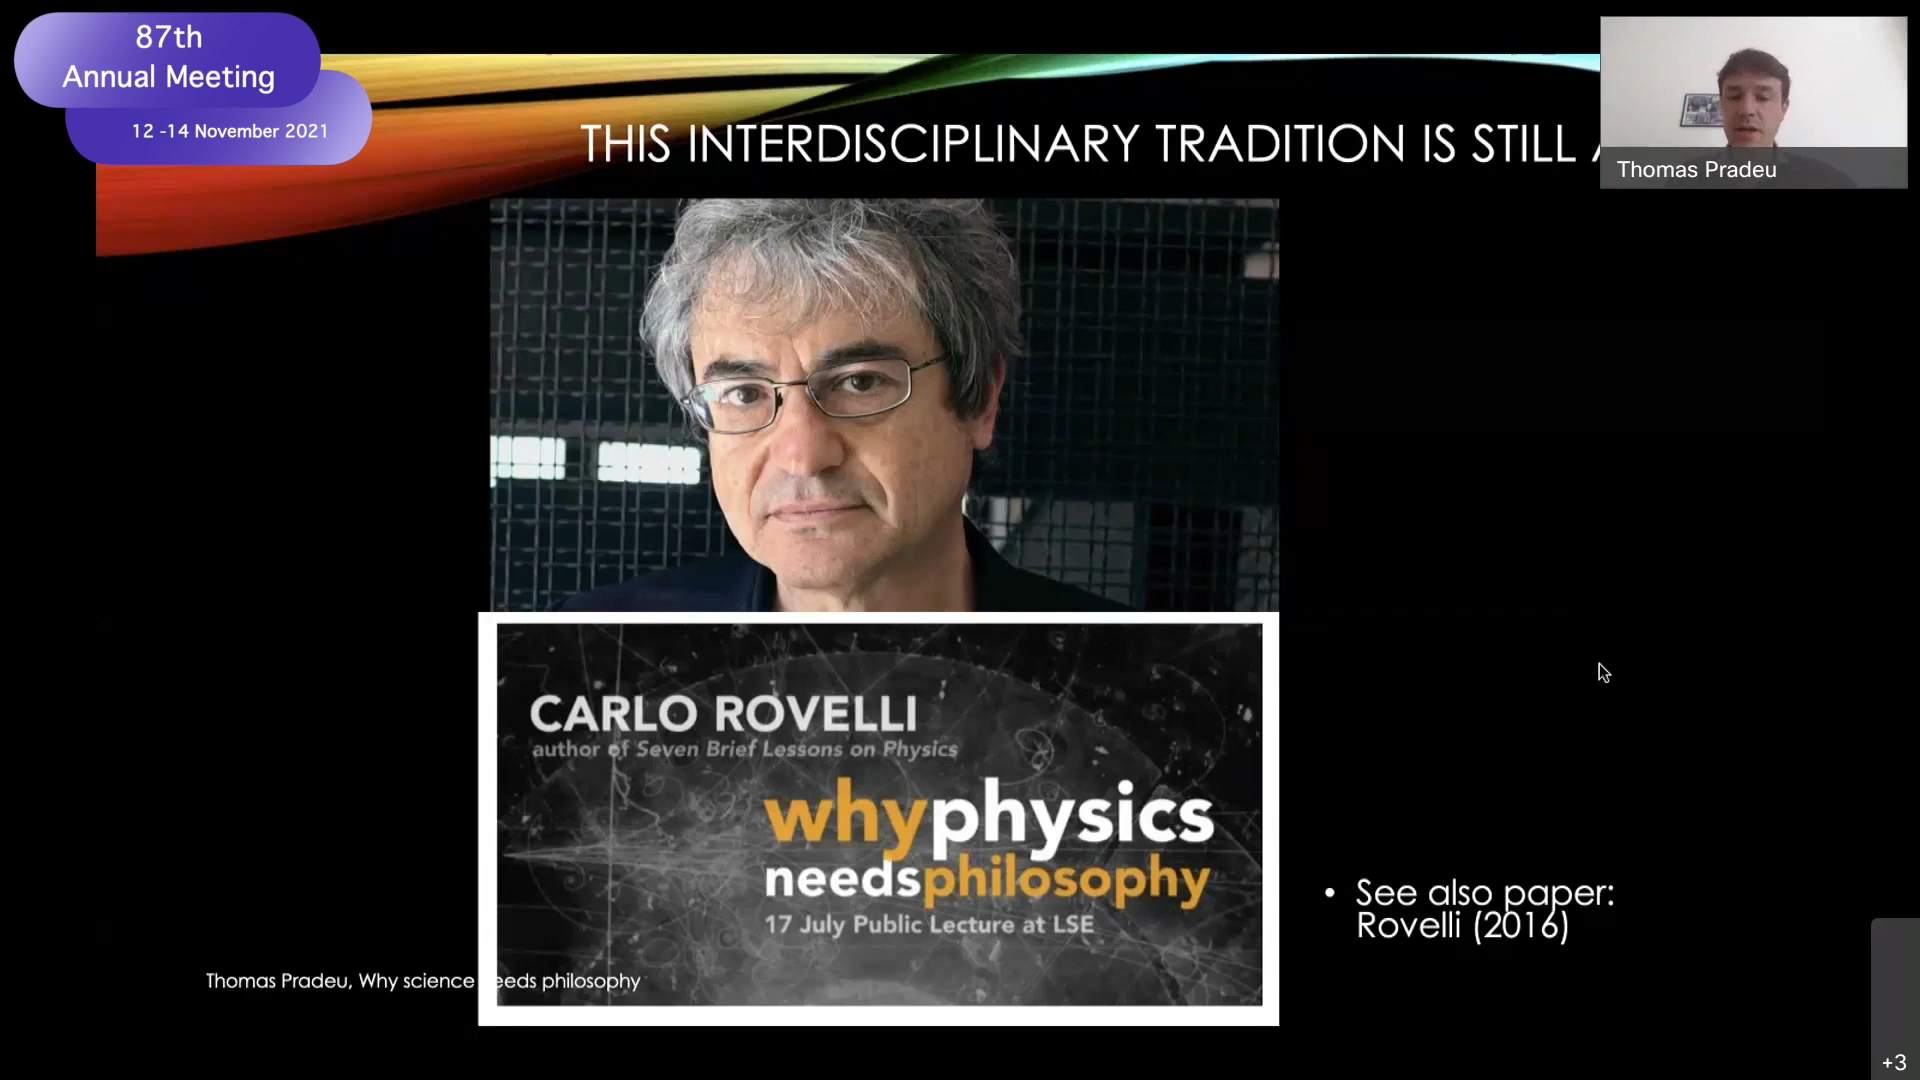 87th
Annual Meeting
12 -14 November 2021
THIS INTERDISCIPLINARY TRADITION IS STILL
Thomas Pradeu
CARLO ROVELLI
author of Seven Brief Lessons on Physics
whyphysics
needsphilosophy
17 July Public Lecture at LSE
• See also paper:
Rovelli (2016)
Thomas Pradeu, Why science eeds philosophy
+3